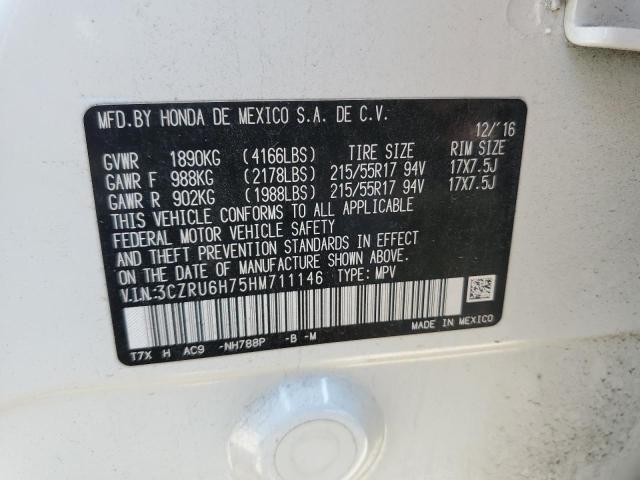 MFD.BY HONDA DE MEXICO S.A. DE C.V.
12/'16
GVWR 1890KG (4166LBS) TIRE SIZE RIM SIZE
GAWR F 988KG (2178LBS) 215/55R17 94V 17X7.5J
GAWR R 902KG (1988LBS) 215/55R17 94V 17X7.5J
THIS VEHICLE CONFORMS TO ALL APPLICABLE
FEDERAL MOTOR VEHICLE SAFETY
AND THEFT PREVENTION STANDARDS IN EFFECT
ON THE DATE OF MANUFACTURE SHOWN ABOVE.
V.I.N.:3CZRU6H75HM711146 TYPE: MPV
T7X H AC9 -NH788P -B -M
MADE IN MEXICO